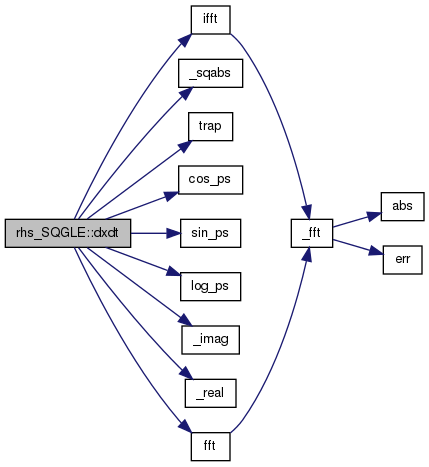 ifft
_sqabs
trap
cos_ps
rhs_SQGLE::dxdt
sin_ps
log_ps
_imag
_real
fft
_fft
abs
err